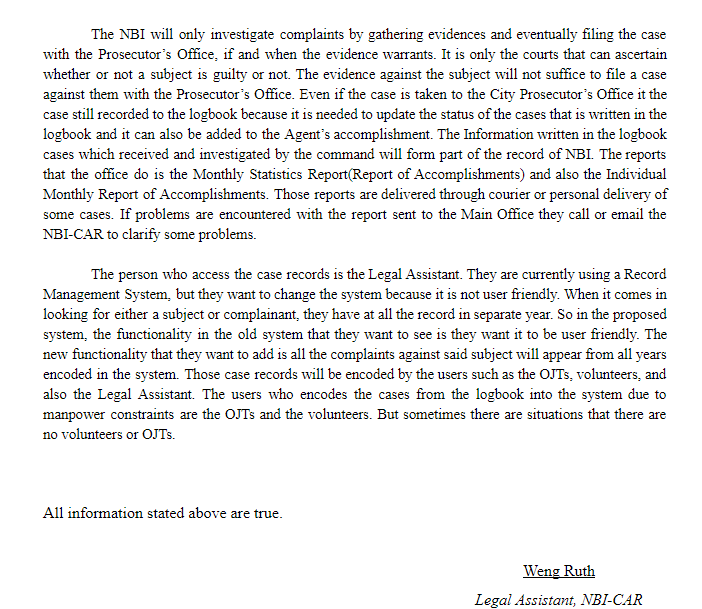 The NBI will only investigate complaints by gathering evidences and eventually filing the case
with the Prosecutor's Office, if and when the evidence warrants. It is only the courts that can ascertain
whether or not a subject is guilty or not. The evidence against the subject will not suffice to file a case
against them with the Prosecutor's Office. Even if the case is taken to the City Prosecutor's Office it the
case still recorded to the logbook because it is needed to update the status of the cases that is written in the
logbook and it can also be added to the Agent's accomplishment. The Information written in the logbook
cases which received and investigated by the command will form part of the record of NBI. The reports
that the office do is the Monthly Statistics Report(Report of Accomplishments) and also the Individual
Monthly Report of Accomplishments. Those reports are delivered through courier or personal delivery of
some cases. If problems are encountered with the report sent to the Main Office they call or email the
NBI-CAR to clarify some problems.
The person who access the case records is the Legal Assistant. They are currently using a Record
Management System, but they want to change the system because it is not user friendly. When it comes in
looking for either a subject or complainant, they have at all the record in separate year. So in the proposed
system, the functionality in the old system that they want to see is they want it to be user friendly. The
new functionality that they want to add is all the complaints against said subject will appear from all years
encoded in the system. Those case records will be encoded by the users such as the OJTs, volunteers, and
also the Legal Assistant. The users who encodes the cases from the logbook into the system due to
manpower constraints are the OJTs and the volunteers. But sometimes there are situations that there are
no volunteers or OJTs.
All information stated above are true.
Weng Ruth
Legal Assistant, NBI-CAR